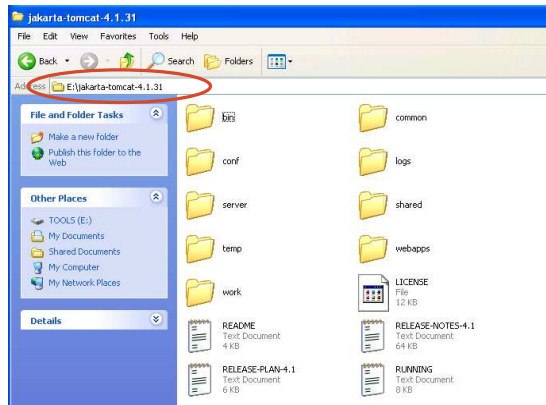 jakarta-tomcat-4.1.31
File Edit View Favorites Tools Help
Back Search Folders
Address E:\jakarta-tomcat-4.1.31
File and Folder Tasks
Make a new folder
Publish this folder to the
Web
Other Places
TOOLS (E:)
My Documents
Shared Documents
My Computer
My Network Places
Details
bin common
conf logs
server shared
temp webapps
work LICENSE
File
12 KB
README RELEASE-NOTES-4.1
Text Document Text Document
4 KB 64 KB
RELEASE-PLAN-4.1 RUNNING
Text Document Text Document
6 KB 8 KB